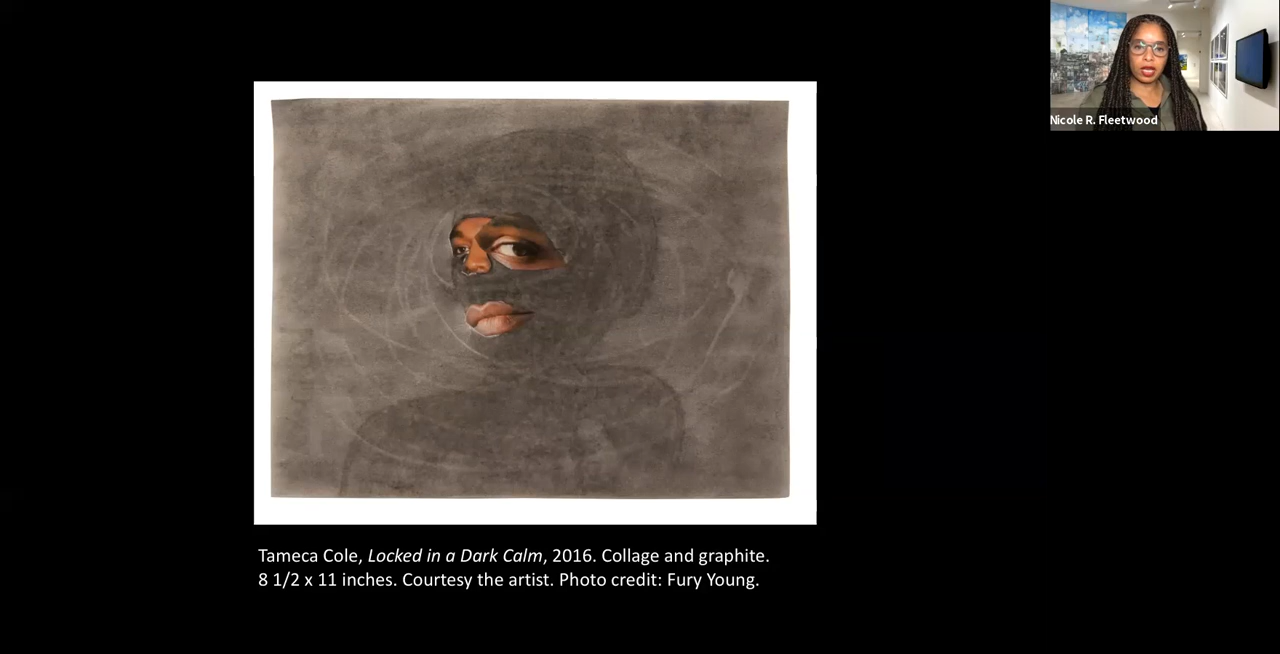 Nicole R. Fleetwood
Tameca Cole, Locked in a Dark Calm, 2016. Collage and graphite.
8 1/2 x 11 inches. Courtesy the artist. Photo credit: Fury Young.